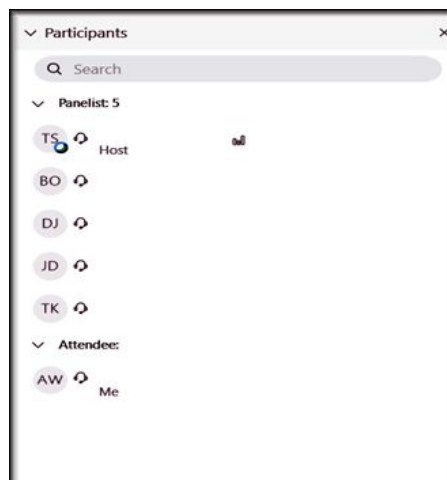 Participants
Search
Panelist: 5
TS
Host
BO
DJ
JD
TK
Attendee:
AW
Me